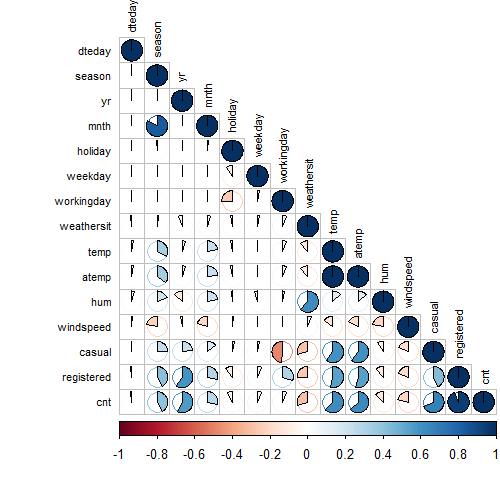 dteday
season
yr
mnth
holiday
weekday
workingday
weathersit
temp
atemp
hum
windspeed
casual
registered
cnt
dteday
season
yr
mnth
holiday
weekday
workingday
weathersit
temp
atemp
hum
windspeed
casual
registered
cnt
-1 -0.8 -0.6 -0.4 -0.2 0 0.2 0.4 0.6 0.8 1